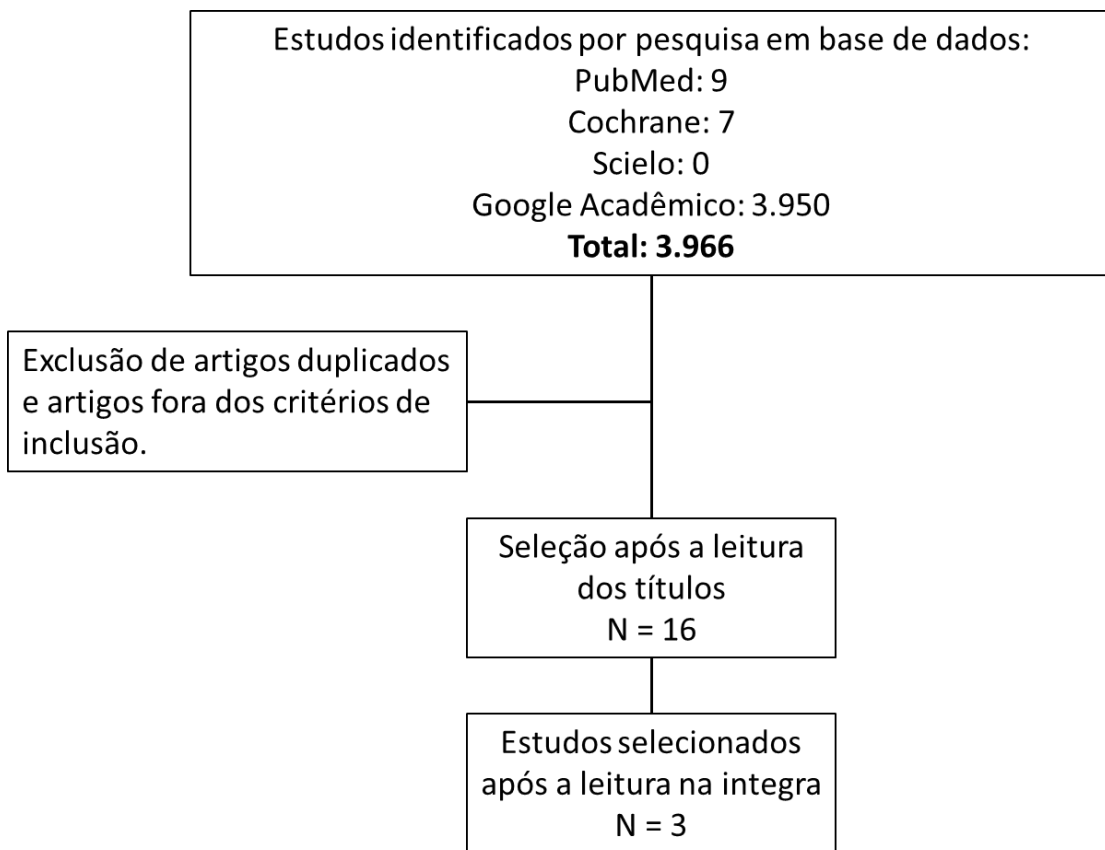 Estudos identificados por pesquisa em base de dados:
PubMed: 9
Cochrane: 7
Scielo: 0
Google Acadêmico: 3.950
Total: 3.966
Exclusão de artigos duplicados
e artigos fora dos critérios de
inclusão.
Seleção após a leitura
dos títulos
N = 16
Estudos selecionados
após a leitura na integra
N = 3